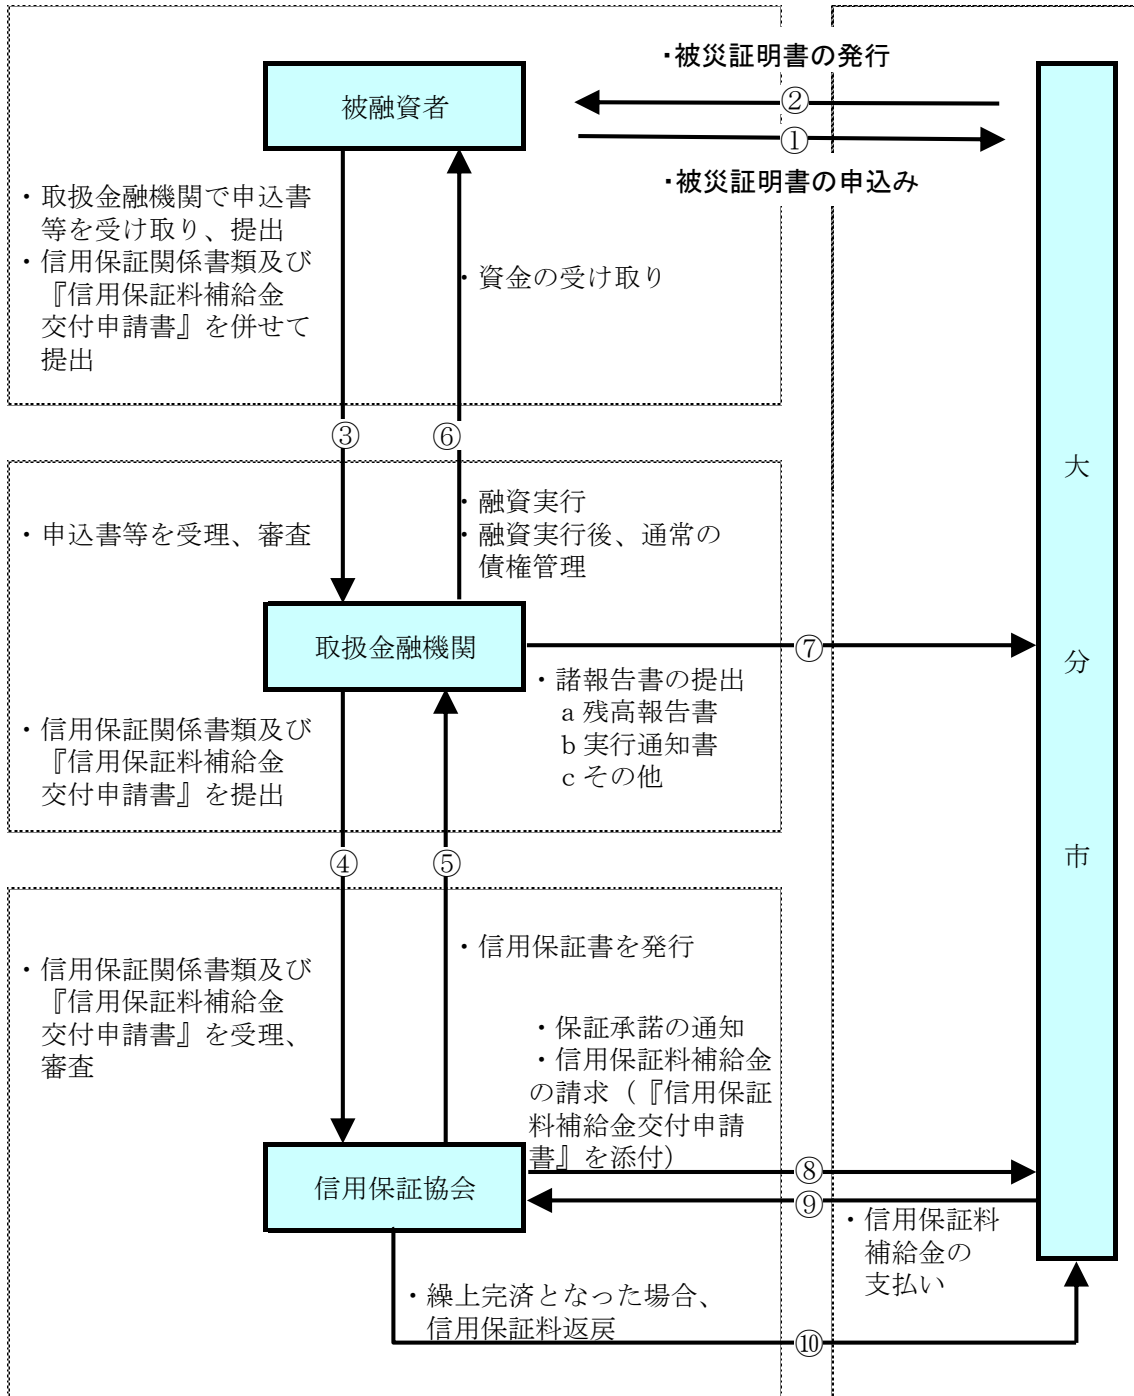 ・被災証明書の発行
被融資者
②
①
・被災証明書の申込み
・取扱金融機関で申込書
等を受け取り、提出
・信用保証関係書類及び
『信用保証料補給金
交付申請書』を併せて
提出
・資金の受け取り
③
⑥
大
分
市
・融資実行
・融資実行後、通常の
債権管理
・申込書等を受理、審査
取扱金融機関
⑦
・諸報告書の提出
a 残高報告書
b 実行通知書
c その他
・信用保証関係書類及び
『信用保証料補給金
交付申請書』を提出
④
⑤
・信用保証書を発行
・信用保証関係書類及び
『信用保証料補給金
交付申請書』を受理、
審査
・保証承諾の通知
・信用保証料補給金
の請求（『信用保証
料補給金交付申請
書』を添付）
信用保証協会
⑧
⑨
・信用保証料
補給金の
支払い
・繰上完済となった場合、
信用保証料返戻
⑩